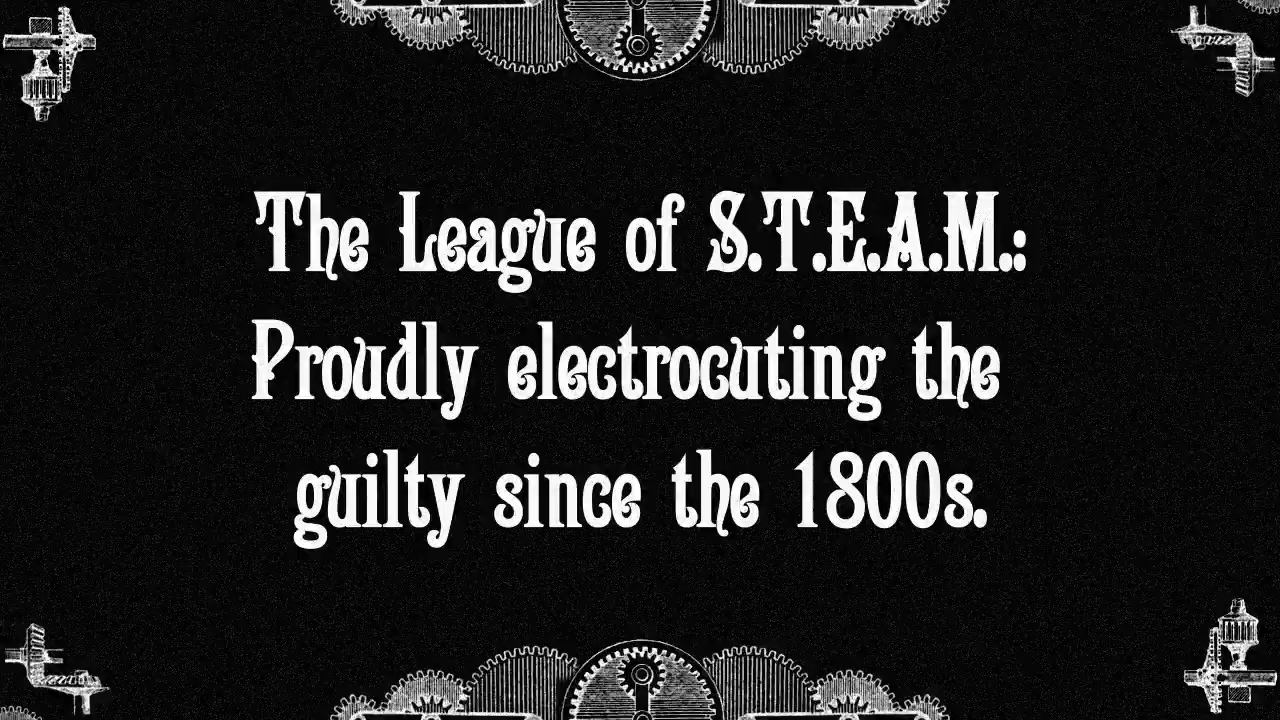 The League of S.T.E.A.M.:
Proudly electrocuting the
guilty since the 1800s.